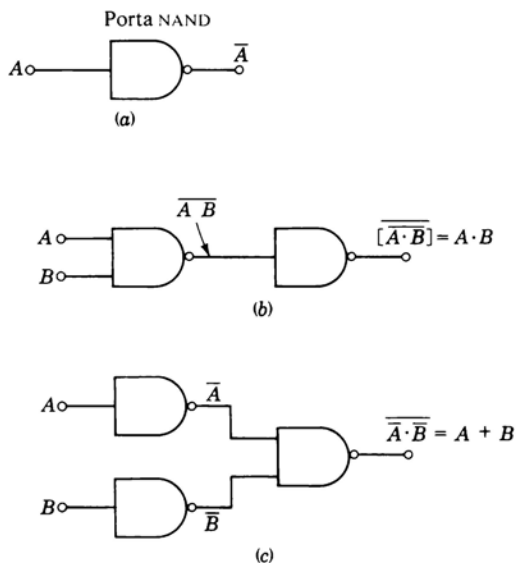 Porta NAND
A
A̅
(a)
A̅ ̅B̅
A
B
[A̅ ̅·̅ ̅B̅]̅ = A · B
(b)
A
A̅
B
B̅
A̅̅ ̅·̅ ̅B̅̅ = A + B
(c)